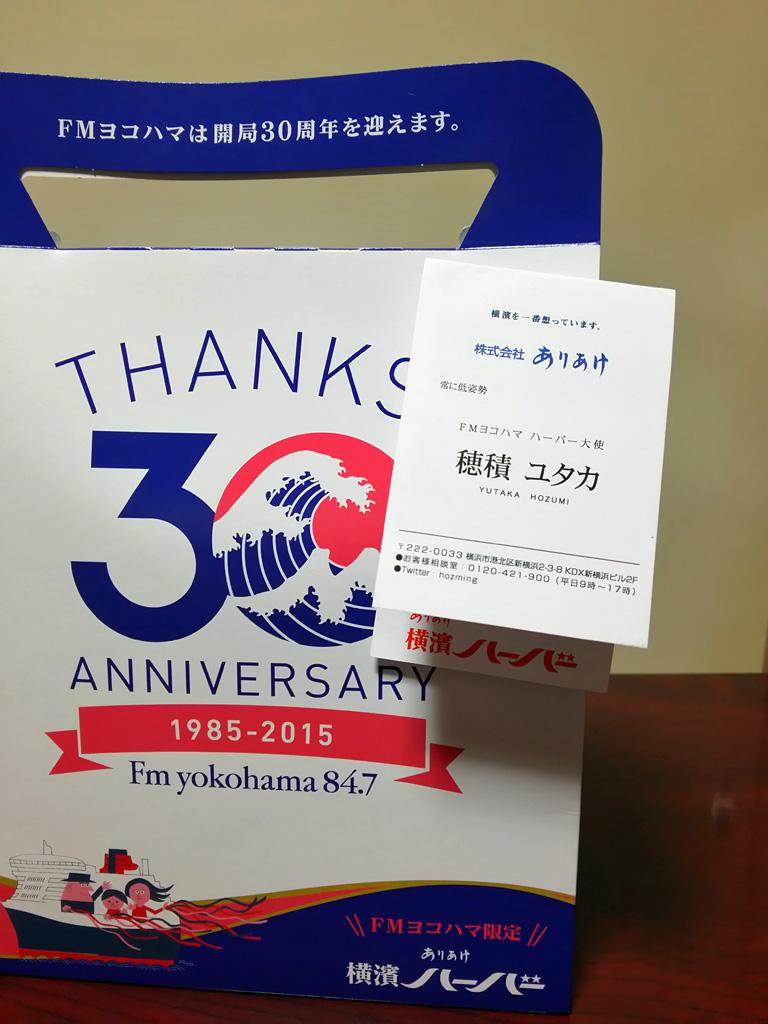 FMヨコハマは開局30周年を迎えます。
THANKS
30
ANNIVERSARY
1985-2015
Fm yokohama 84.7
横濱を一番想っています。
株式会社 ありあけ
常に低姿勢
FMヨコハマ ハーバー大使
穂積 ユタカ
YUTAKA HOZUMI
〒222-0033 横浜市港北区新横浜2-3-8 KDX新横浜ビル2F
●お客様相談室：0120-421-900（平日9時～17時）
●Twitter：hozming
ありあけ
横濱ハーバー
\\ FMヨコハマ限定 //
ありあけ
横濱ハーバー